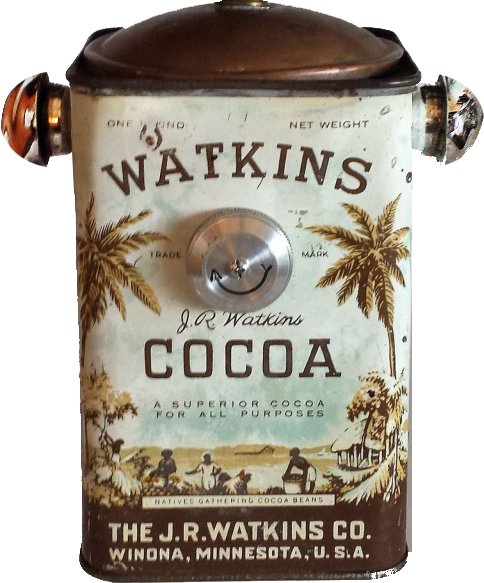 ONE POUND NET WEIGHT
WATKINS
TRADE MARK
J.R. Watkins
COCOA
A SUPERIOR COCOA
FOR ALL PURPOSES
NATIVES GATHERING COCOA BEANS
THE J.R.WATKINS CO.
WINONA, MINNESOTA, U.S.A.